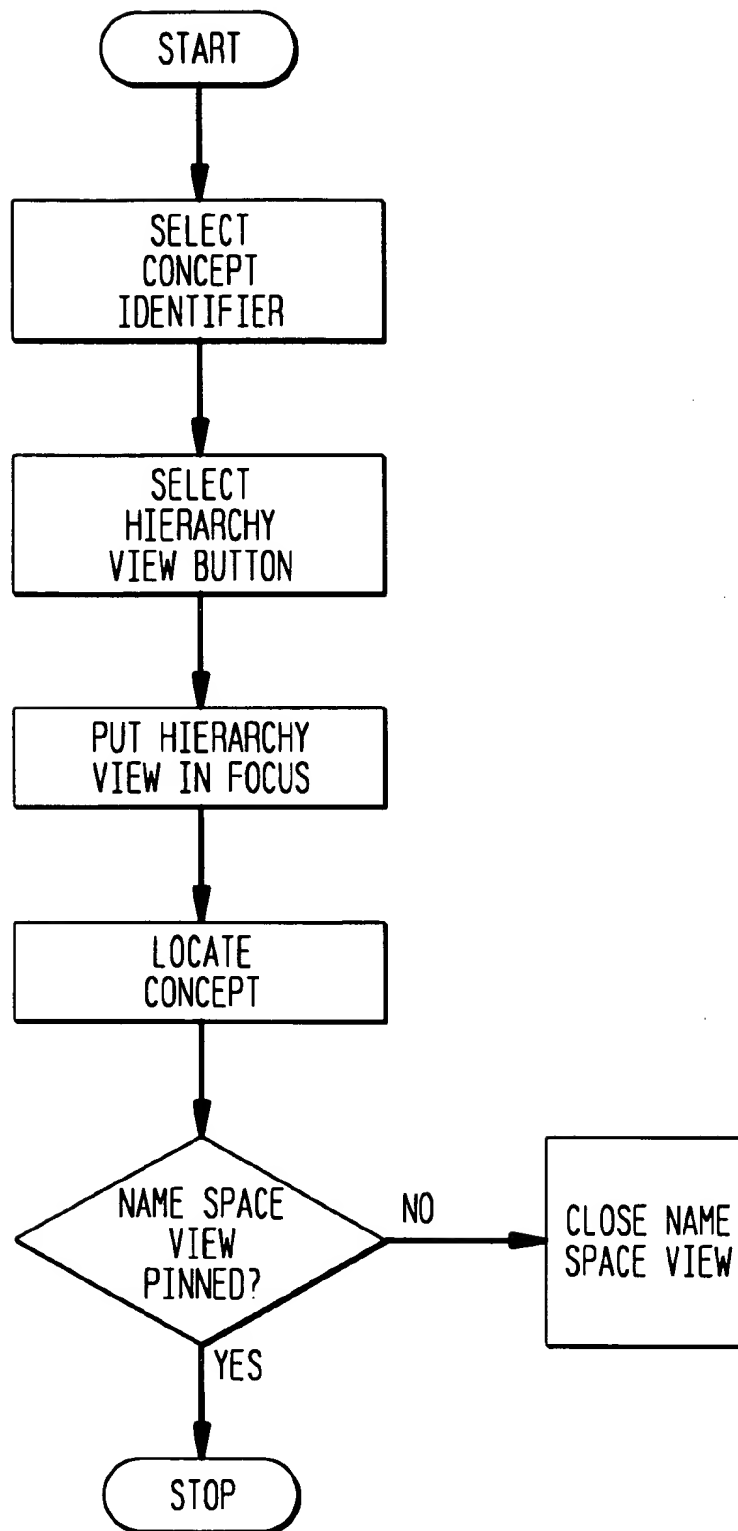 START
SELECT
CONCEPT
IDENTIFIER
SELECT
HIERARCHY
VIEW BUTTON
PUT HIERARCHY
VIEW IN FOCUS
LOCATE
CONCEPT
NAME SPACE
VIEW
PINNED?
NO
CLOSE NAME
SPACE VIEW
YES
STOP